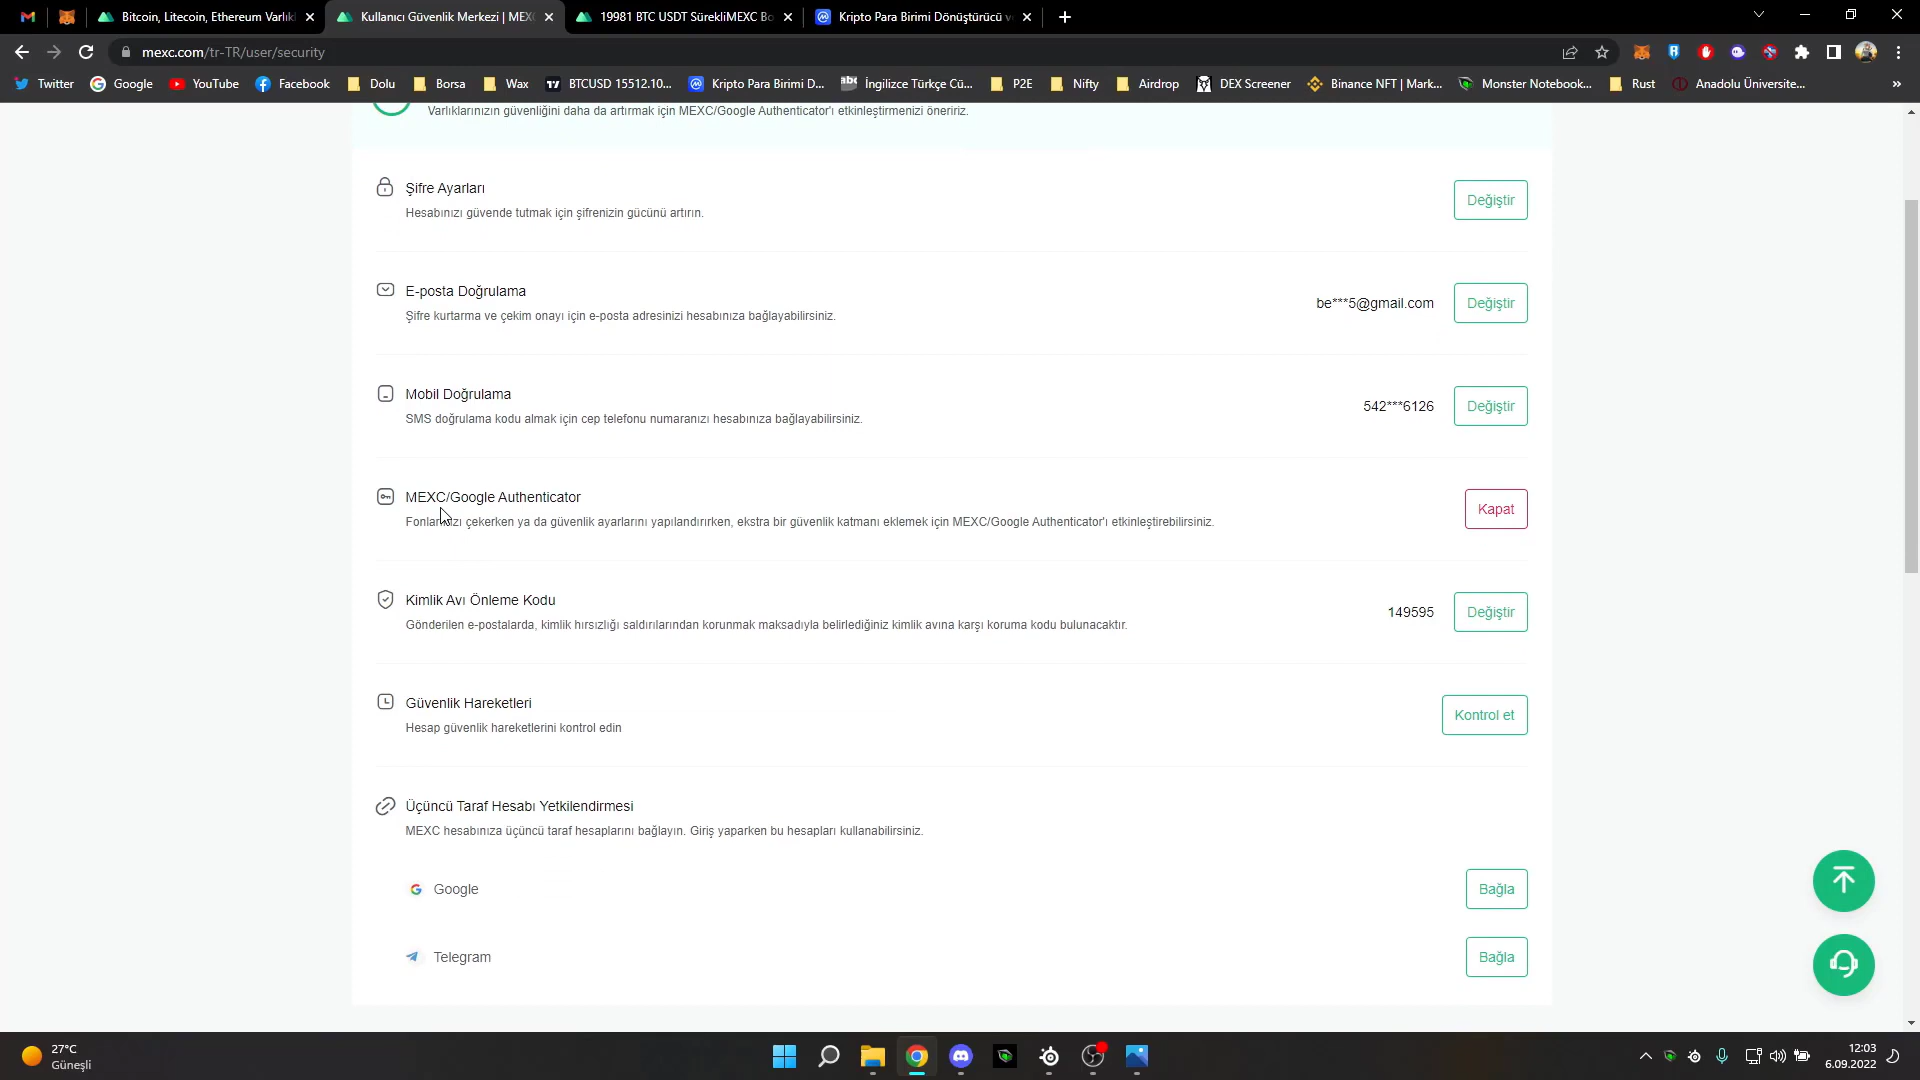 Bitcoin, Litecoin, Ethereum Varlık
Kullanıcı Güvenlik Merkezi | MEXC
19981 BTC USDT SürekliMEXC Bo
Kripto Para Birimi Dönüştürücü v
mexc.com/tr-TR/user/security
Twitter
Google
YouTube
Facebook
Dolu
Borsa
Wax
BTCUSD 15512.10...
Kripto Para Birimi D...
İngilizce Türkçe Cü...
P2E
Nifty
Airdrop
DEX Screener
Binance NFT | Mark...
Monster Notebook...
Rust
Anadolu Üniversite...
»
Varlıklarınızın güvenliğini daha da artırmak için MEXC/Google Authenticator'ı etkinleştirmenizi öneririz.
Şifre Ayarları
Hesabınızı güvende tutmak için şifrenizin gücünü artırın.
Değiştir
E-posta Doğrulama
Şifre kurtarma ve çekim onayı için e-posta adresinizi hesabınıza bağlayabilirsiniz.
be***5@gmail.com
Değiştir
Mobil Doğrulama
SMS doğrulama kodu almak için cep telefonu numaranızı hesabınıza bağlayabilirsiniz.
542***6126
Değiştir
MEXC/Google Authenticator
çekerken ya da güvenlik ayarlarını yapılandırırken, ekstra bir güvenlik katmanı eklemek için MEXC/Google Authenticator'ı etkinleştirebilirsiniz.
Kapat
Kimlik Avı Önleme Kodu
Gönderilen e-postalarda, kimlik hırsızlığı saldırılarından korunmak maksadıyla belirlediğiniz kimlik avına karşı koruma kodu bulunacaktır.
149595
Değiştir
Güvenlik Hareketleri
Hesap güvenlik hareketlerini kontrol edin
Kontrol et
Üçüncü Taraf Hesabı Yetkilendirmesi
MEXC hesabınıza üçüncü taraf hesaplarını bağlayın. Giriş yaparken bu hesapları kullanabilirsiniz.
Google
Bağla
Telegram
Bağla
27°C
Güneşli
12:03
6.09.2022